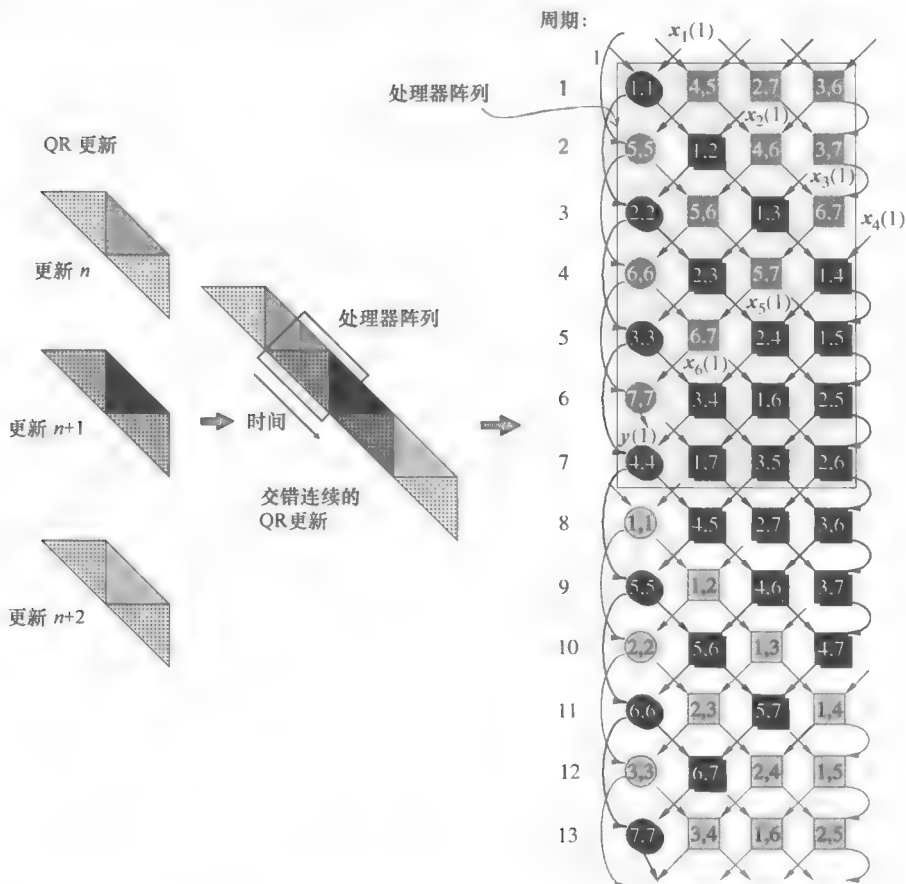 周期：
x₁(1)
1
1 1,1 4,5 2,7 3,6
处理器阵列
x₂(1)
QR 更新
2 5,5 1,2 4,6 3,7
x₃(1)
3 2,2 5,6 1,3 6,7
x₄(1)
更新 n
4 6,6 2,3 5,7 1,4
处理器阵列
x₅(1)
5 3,3 6,7 2,4 1,5
x₆(1)
6 7,7 3,4 1,6 2,5
更新 n+1
时间
y(1)
7 4,4 1,7 3,5 2,6
交错连续的
QR更新
8 1,1 4,5 2,7 3,6
9 5,5 1,2 4,6 3,7
更新 n+2
10 2,2 5,6 1,3 4,7
11 6,6 2,3 5,7 1,4
12 3,3 6,7 2,4 1,5
13 7,7 3,4 1,6 2,5